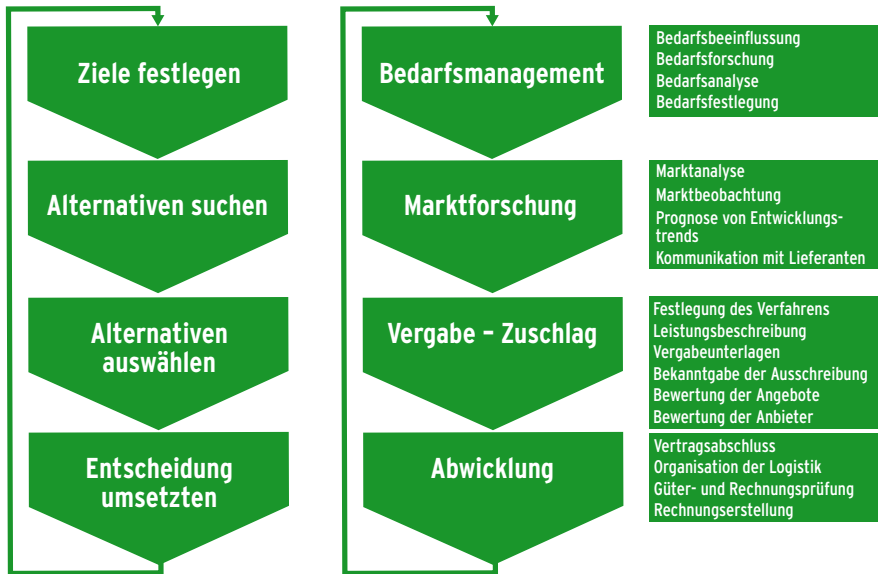 Ziele festlegen
Bedarfsmanagement
Bedarfsbeeinflussung
Bedarfsforschung
Bedarfsanalyse
Bedarfsfestlegung
Alternativen suchen
Marktforschung
Marktanalyse
Marktbeobachtung
Prognose von Entwicklungs-
trends
Kommunikation mit Lieferanten
Alternativen
auswählen
Vergabe – Zuschlag
Festlegung des Verfahrens
Leistungsbeschreibung
Vergabeunterlagen
Bekanntgabe der Ausschreibung
Bewertung der Angebote
Bewertung der Anbieter
Entscheidung
umsetzten
Abwicklung
Vertragsabschluss
Organisation der Logistik
Güter- und Rechnungsprüfung
Rechnungserstellung